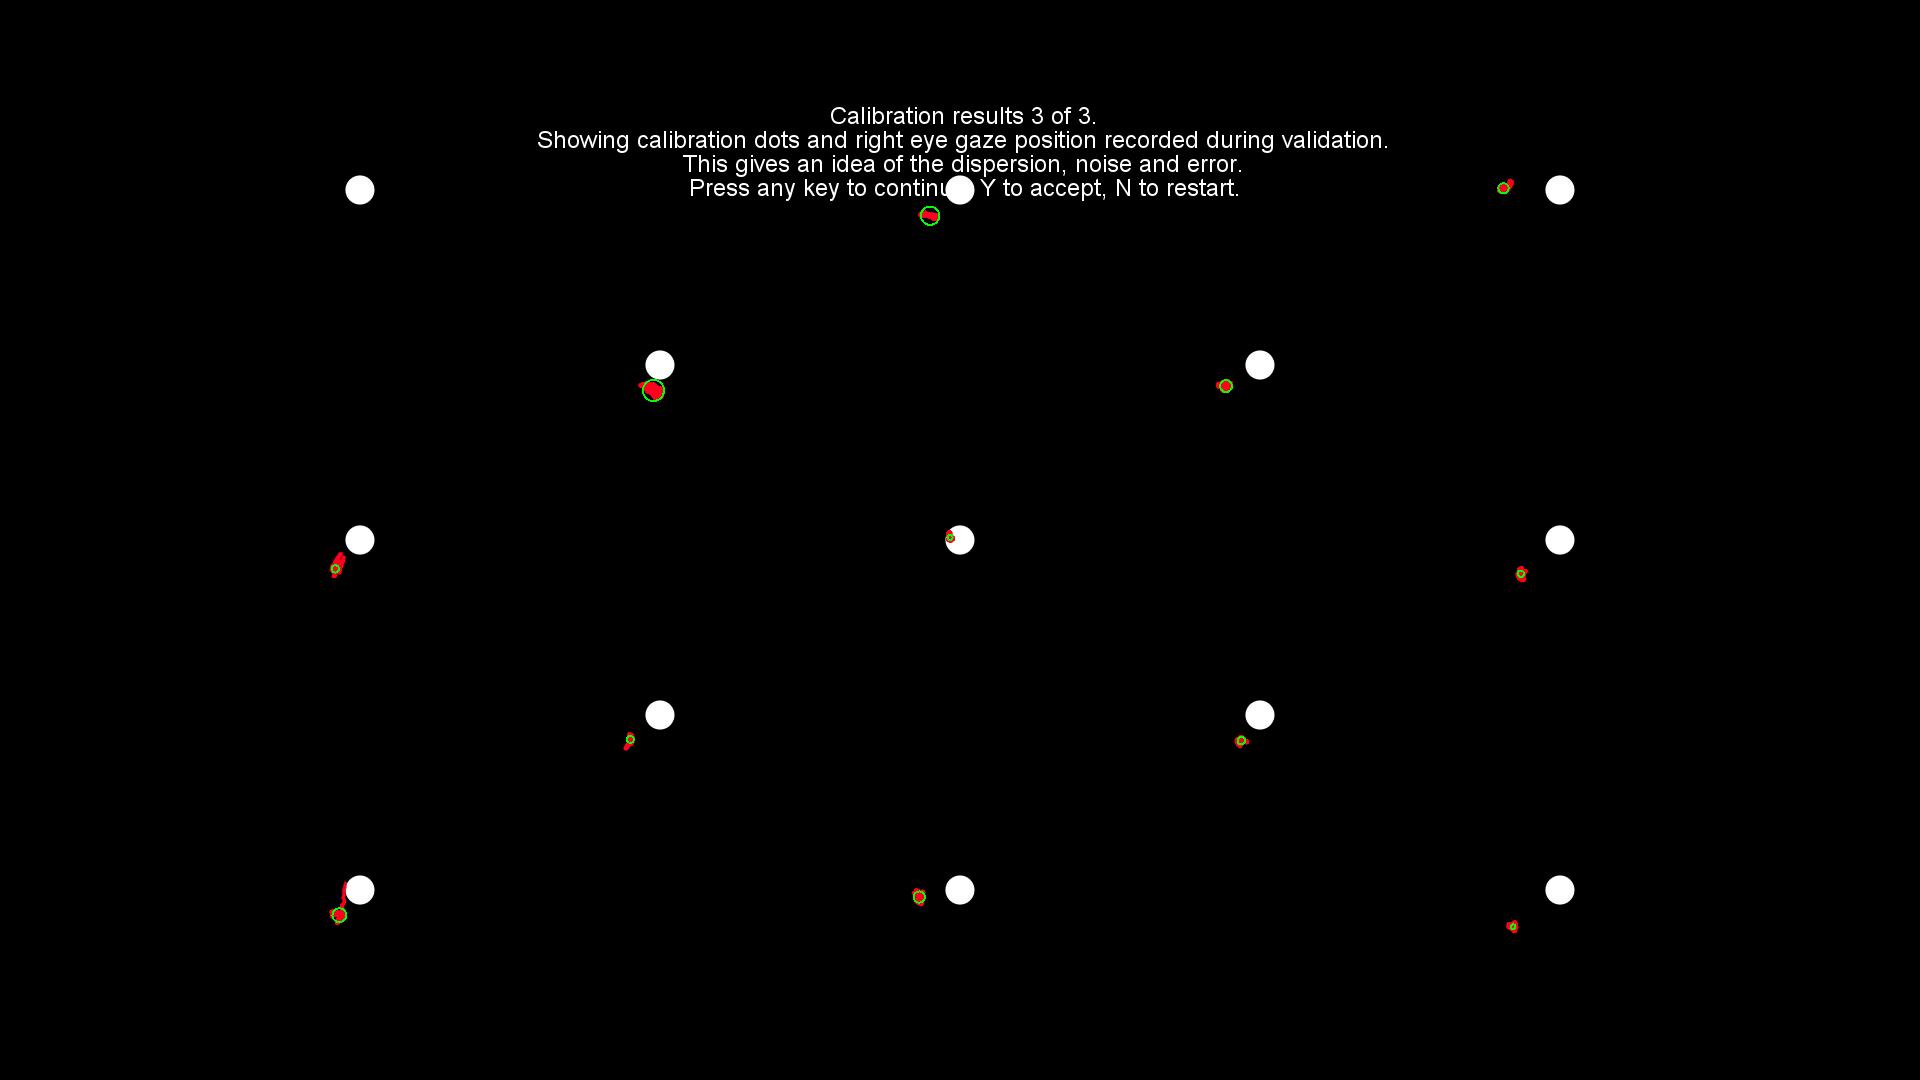 Calibration results 3 of 3.
Showing calibration dots and right eye gaze position recorded during validation.
This gives an idea of the dispersion, noise and error.
Press any key to continu Y to accept, N to restart.